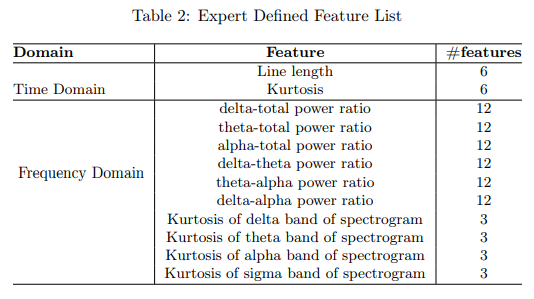 Table 2: Expert Defined Feature List
Domain Feature #features
Line length 6
Time Domain Kurtosis 6
delta-total power ratio 12
theta-total power ratio 12
alpha-total power ratio 12
delta-theta power ratio 12
Frequency Domain
theta-alpha power ratio 12
delta-alpha power ratio 12
Kurtosis of delta band of spectrogram 3
Kurtosis of theta band of spectrogram 3
Kurtosis of alpha band of spectrogram 3
Kurtosis of sigma band of spectrogram 3